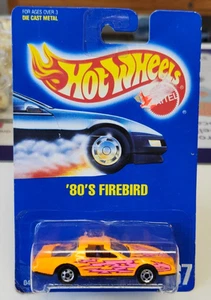 FOR AGES OVER 3
DIE CAST METAL
Hot Wheels
MATTEL
'80'S FIREBIRD